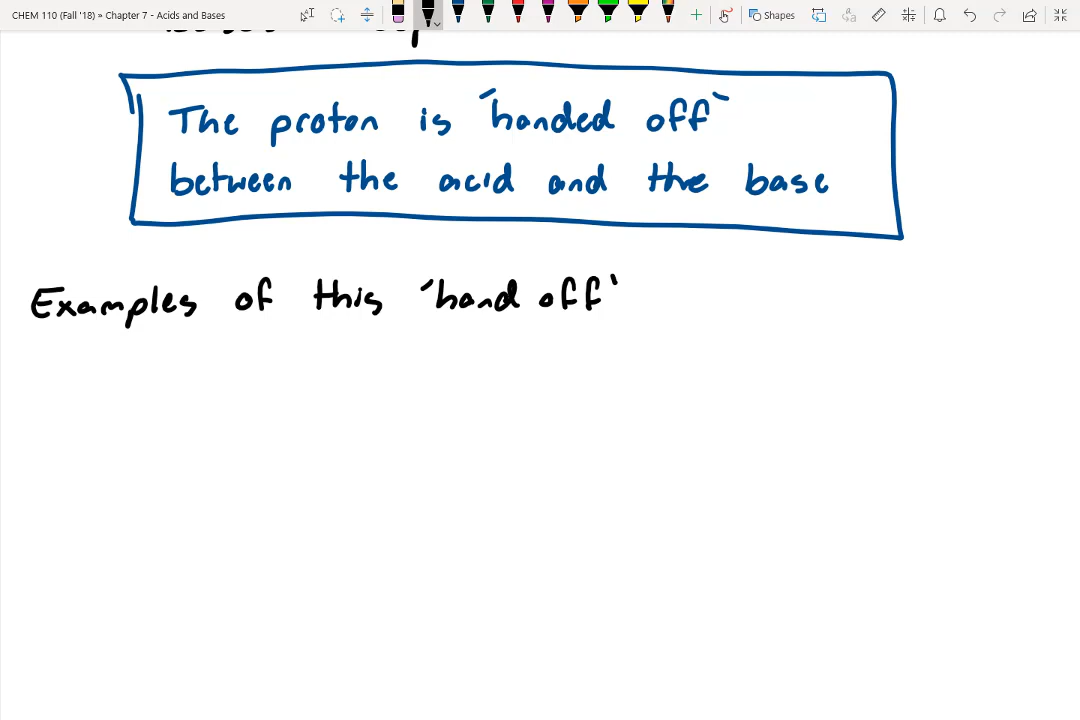 CHEM 110 (Fall '18) » Chapter 7 - Acids and Bases
Shapes
The proton is "handed off"
between the acid and the base
Examples of this "hand off"